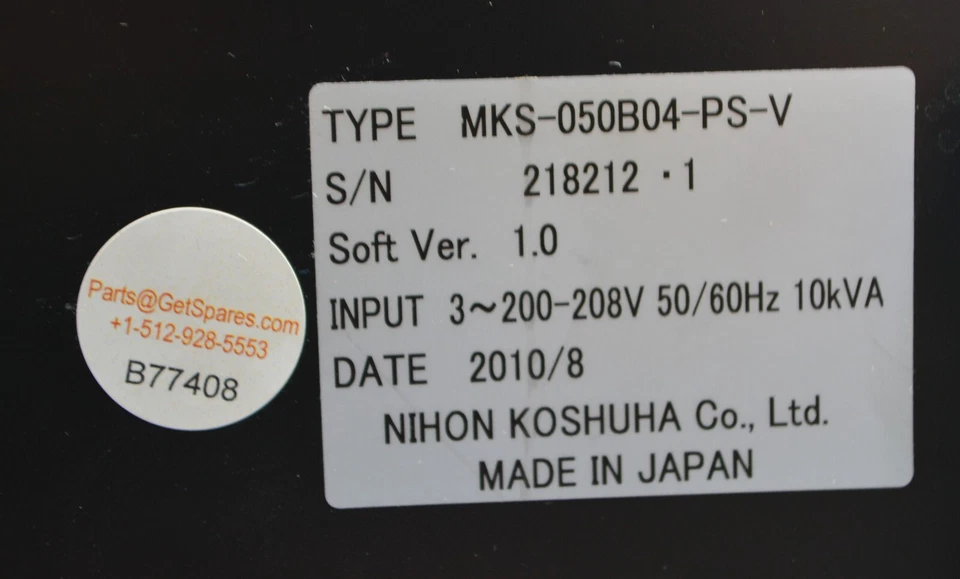 Parts@GetSpares.com
+1-512-928-5553
B77408
TYPE MKS-050B04-PS-V
S/N 218212 ・1
Soft Ver. 1.0
INPUT 3~200-208V 50/60Hz 10kVA
DATE 2010/8
NIHON KOSHUHA Co., Ltd.
MADE IN JAPAN